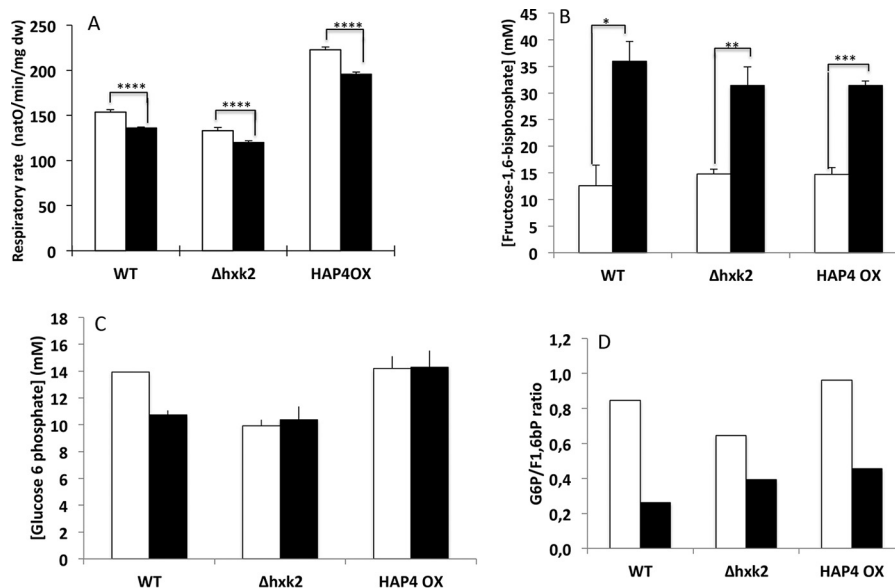 A
Respiratory rate (natO/min/mg dw)
250
200
150
100
50
0
****
****
****
WT
Δhxk2
HAP4OX
B
[Fructose-1,6-bisphosphate] (mM)
45
40
35
30
25
20
15
10
5
0
*
**
***
WT
Δhxk2
HAP4 OX
C
[Glucose 6 phosphate] (mM)
18
16
14
12
10
8
6
4
2
0
WT
Δhxk2
HAP4 OX
D
G6P/F1,6bP ratio
1,2
1,0
0,8
0,6
0,4
0,2
0,0
WT
Δhxk2
HAP4 OX